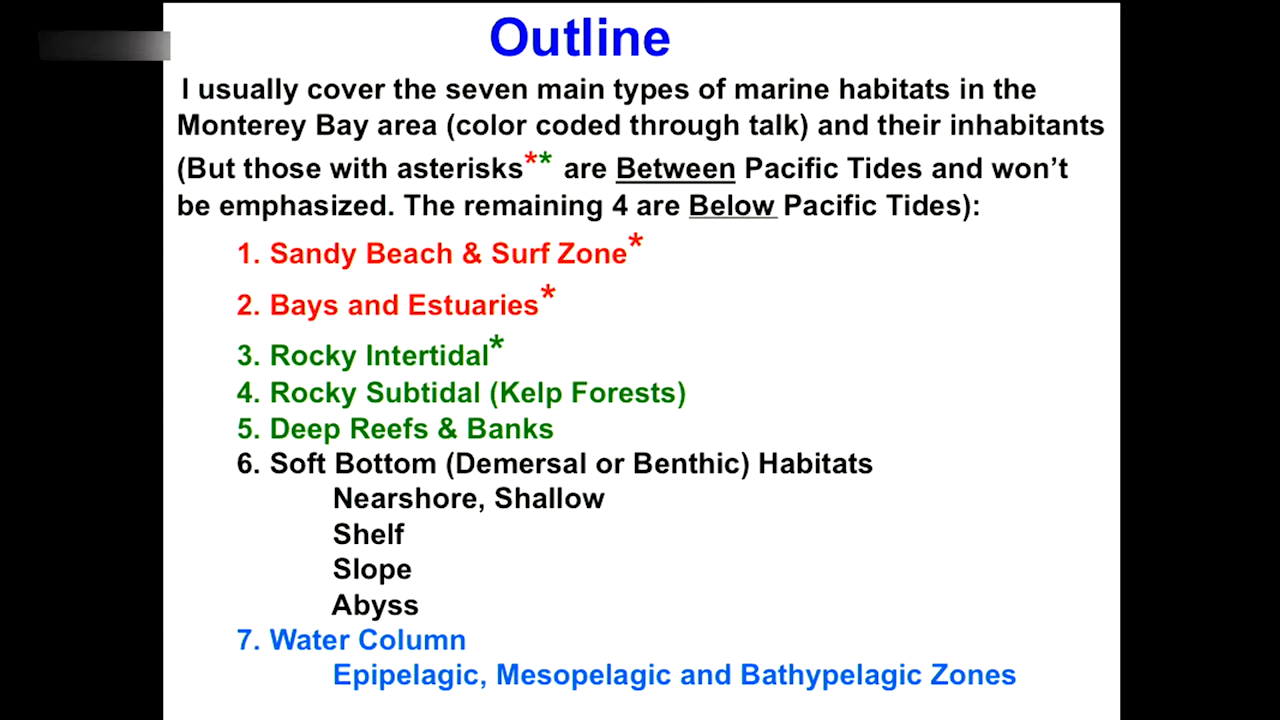 Outline
I usually cover the seven main types of marine habitats in the
Monterey Bay area (color coded through talk) and their inhabitants
(But those with asterisks** are Between Pacific Tides and won't
be emphasized. The remaining 4 are Below Pacific Tides):
1. Sandy Beach & Surf Zone*
2. Bays and Estuaries*
3. Rocky Intertidal*
4. Rocky Subtidal (Kelp Forests)
5. Deep Reefs & Banks
6. Soft Bottom (Demersal or Benthic) Habitats
Nearshore, Shallow
Shelf
Slope
Abyss
7. Water Column
Epipelagic, Mesopelagic and Bathypelagic Zones